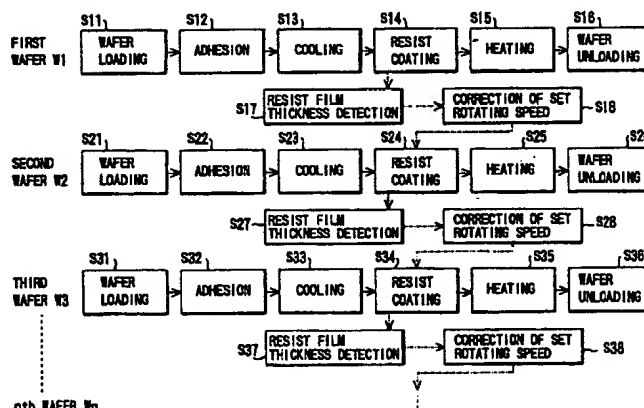 S11 S12 S13 S14 S15 S16
FIRST
WAFER W1
WAFER
LOADING
ADHESION
COOLING
RESIST
COATING
HEATING
WAFER
UNLOADING
S17
RESIST FILM
THICKNESS DETECTION
CORRECTION OF SET
ROTATING SPEED
S18
S21 S22 S23 S24 S25 S26
SECOND
WAFER W2
WAFER
LOADING
ADHESION
COOLING
RESIST
COATING
HEATING
WAFER
UNLOADING
S27
RESIST FILM
THICKNESS DETECTION
CORRECTION OF SET
ROTATING SPEED
S28
S31 S32 S33 S34 S35 S36
THIRD
WAFER W3
WAFER
LOADING
ADHESION
COOLING
RESIST
COATING
HEATING
WAFER
UNLOADING
S37
RESIST FILM
THICKNESS DETECTION
CORRECTION OF SET
ROTATING SPEED
S38
nth WAFER Wn